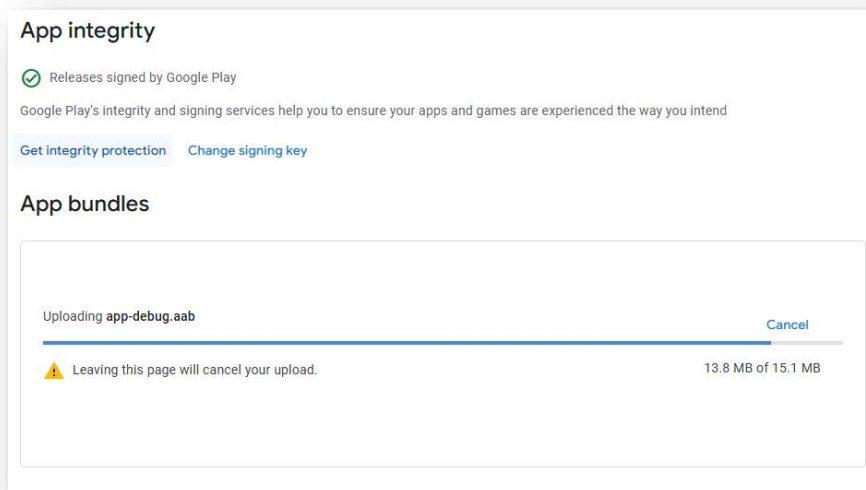 App integrity
Releases signed by Google Play
Google Play's integrity and signing services help you to ensure your apps and games are experienced the way you intend
Get integrity protection Change signing key
App bundles
Uploading app-debug.aab
Cancel
Leaving this page will cancel your upload. 13.8 MB of 15.1 MB